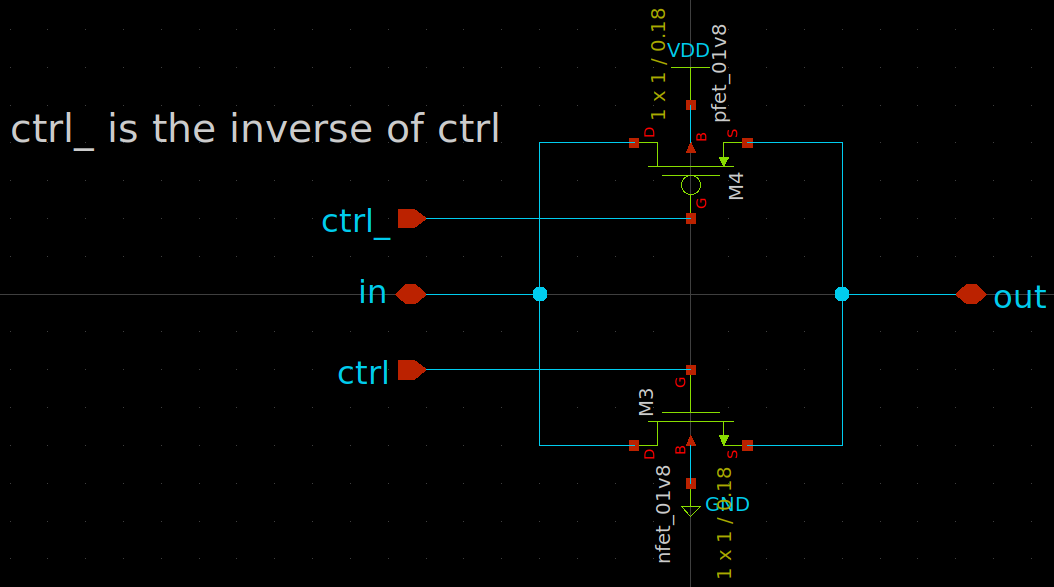 1 x 1 / 0.18
VDD
pfet_01v8
ctrl_ is the inverse of ctrl
D
B
S
M4
G
ctrl_
in
out
ctrl
G
M3
D
B
S
nfet_01v8
1 x 1 / 0.18
GND